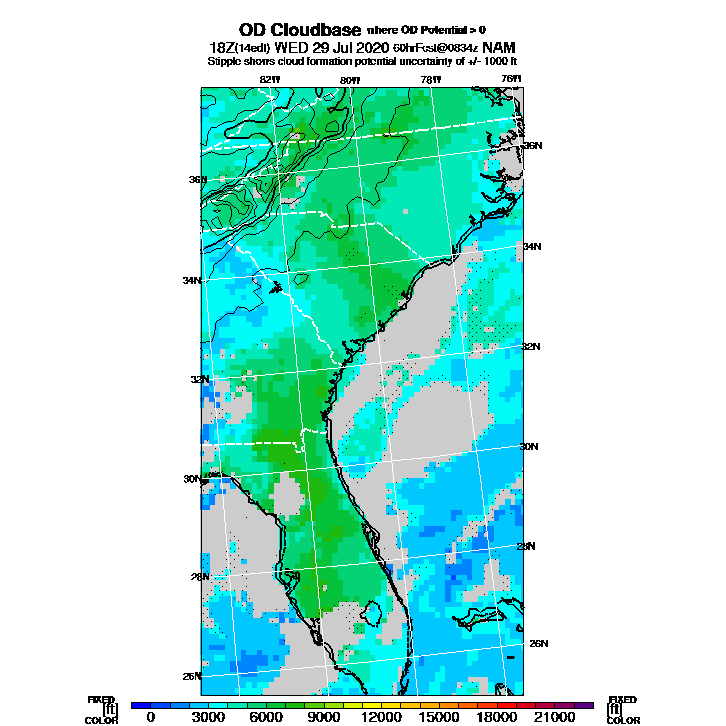 OD Cloudbase where OD Potential > 0
18Z(14edt) WED 29 Jul 2020 60hrFcst@0834z NAM
Stipple shows cloud formation potential uncertainty of +/- 1000 ft
82W 80W 78W 76W
36N
36N
34N
34N
32N
32N
30N
30N
28N
28N
26N
26N
FIXED FIXED
[ft] [ft]
COLOR 0 3000 6000 9000 12000 15000 18000 21000 COLOR